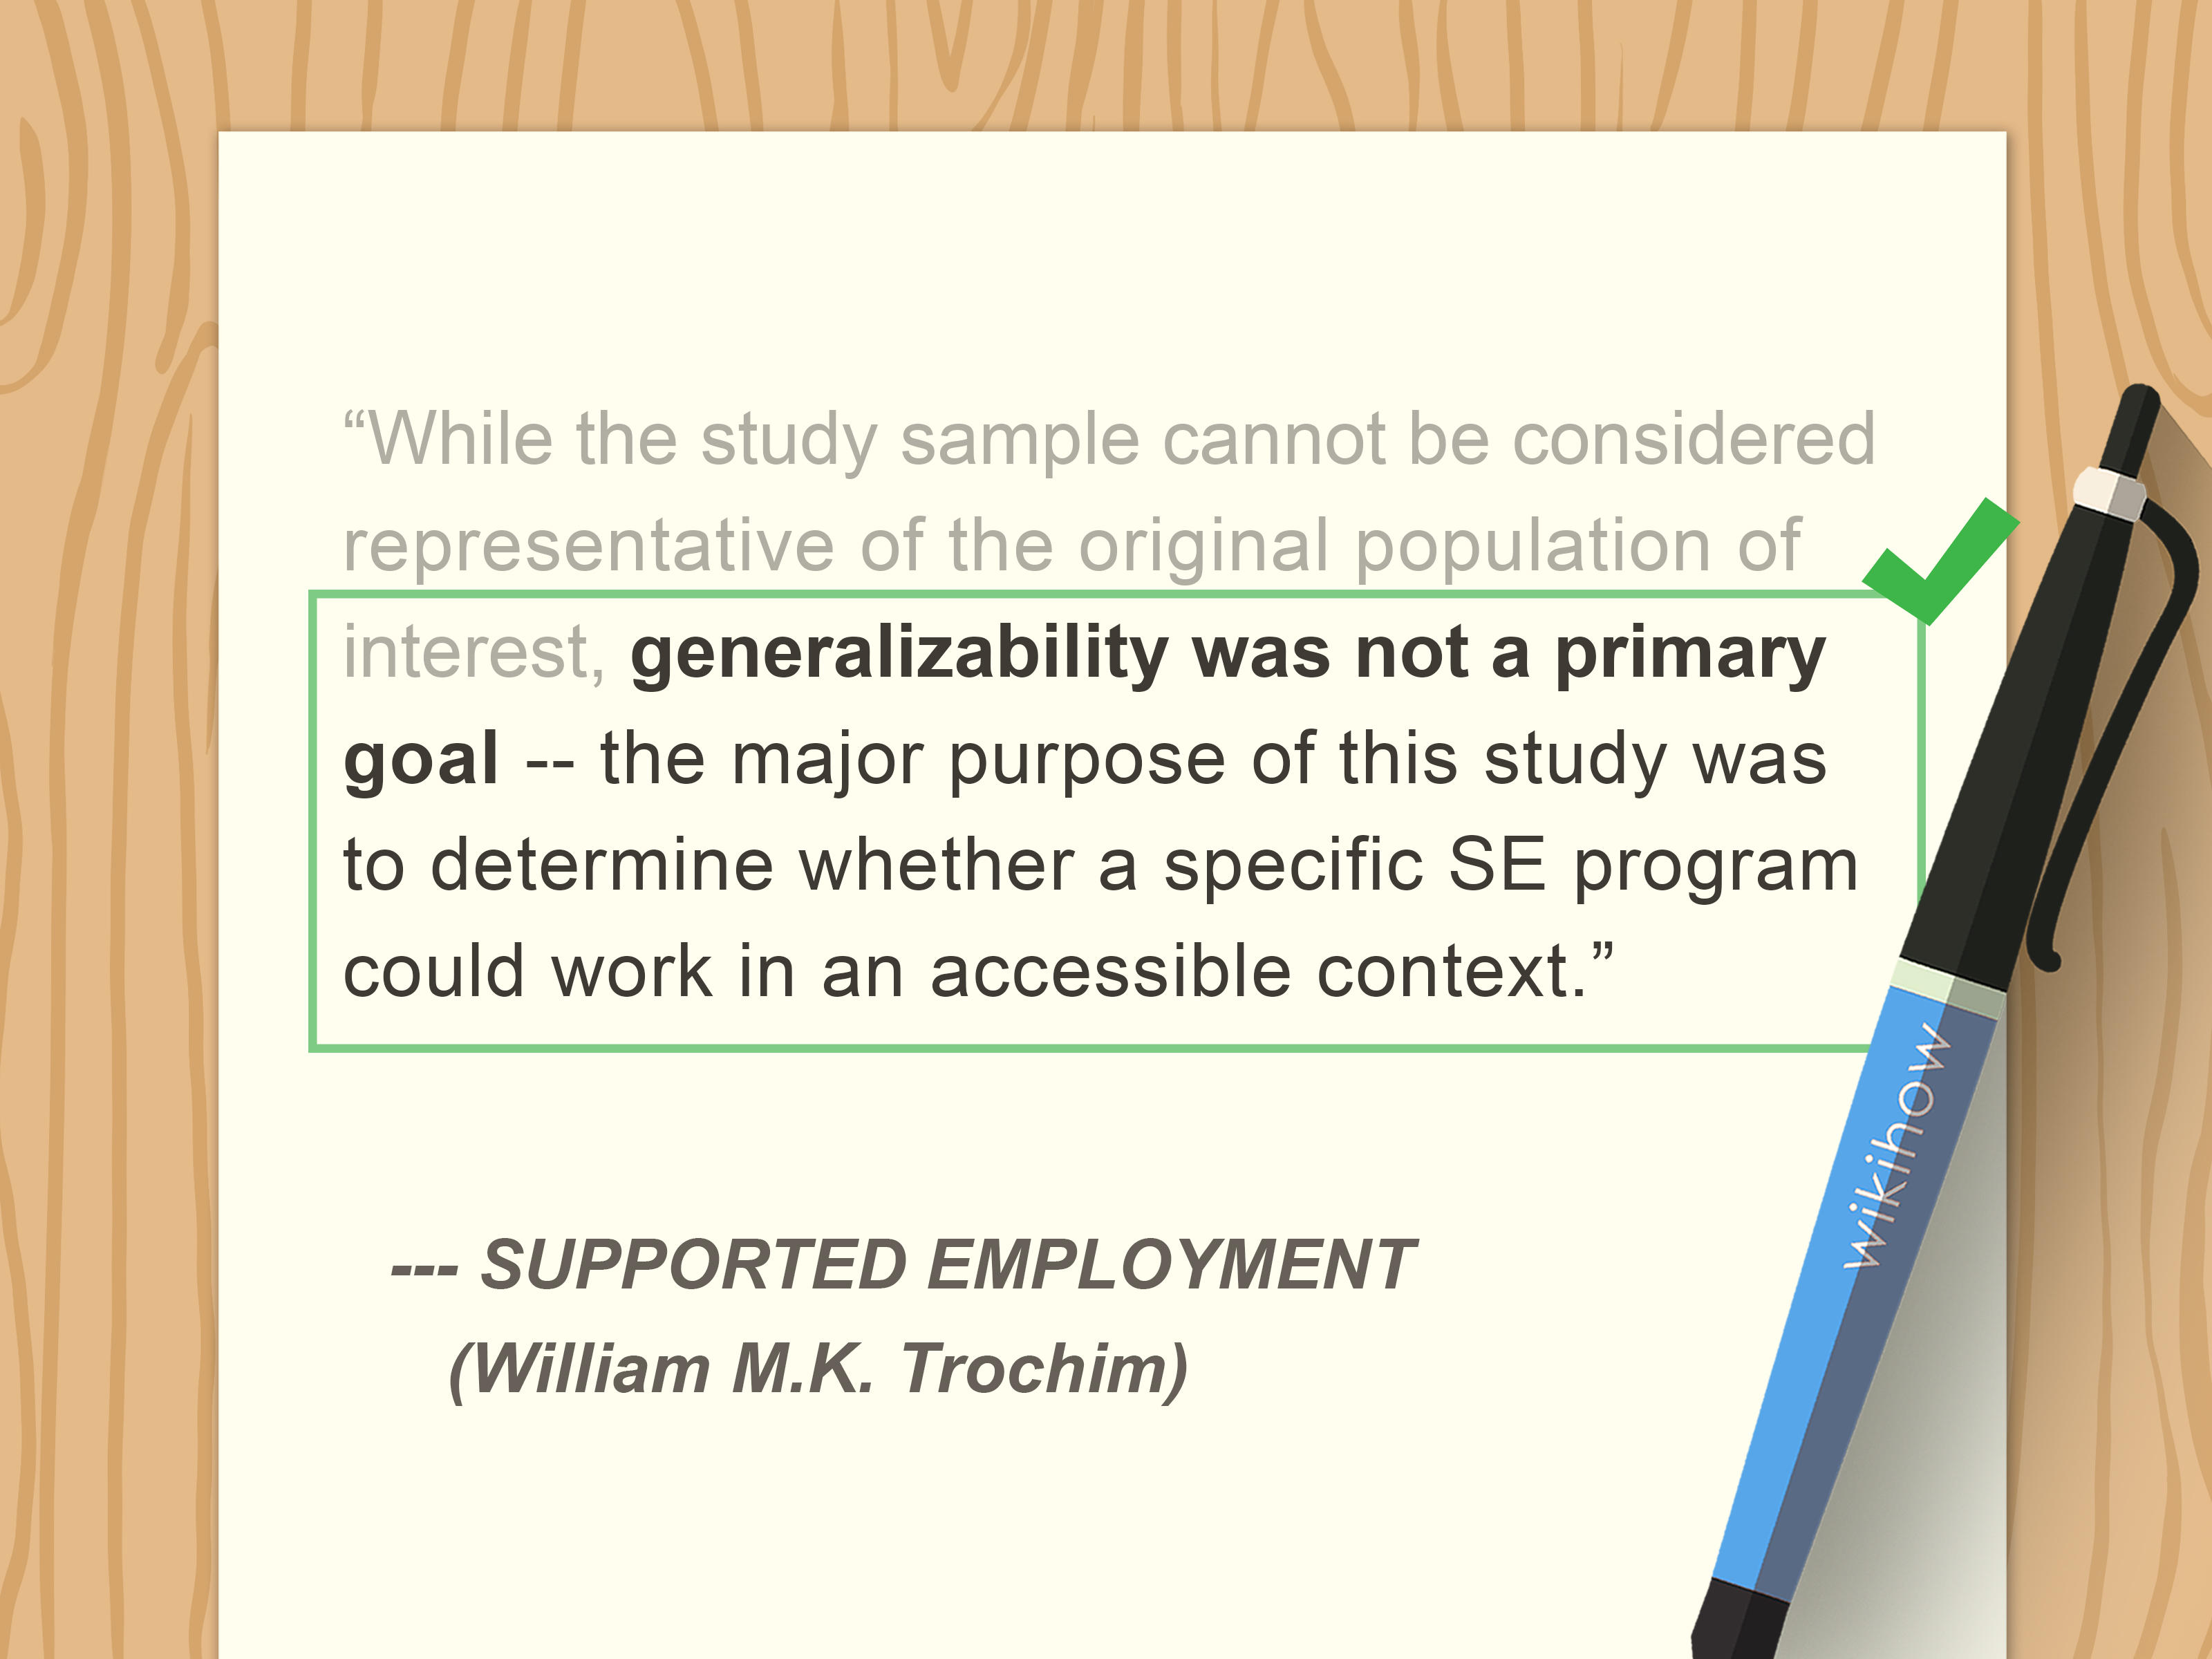 “While the study sample cannot be considered
representative of the original population of
interest, generalizability was not a primary
goal -- the major purpose of this study was
to determine whether a specific SE program
could work in an accessible context.”
--- SUPPORTED EMPLOYMENT
(William M.K. Trochim)
wikihow